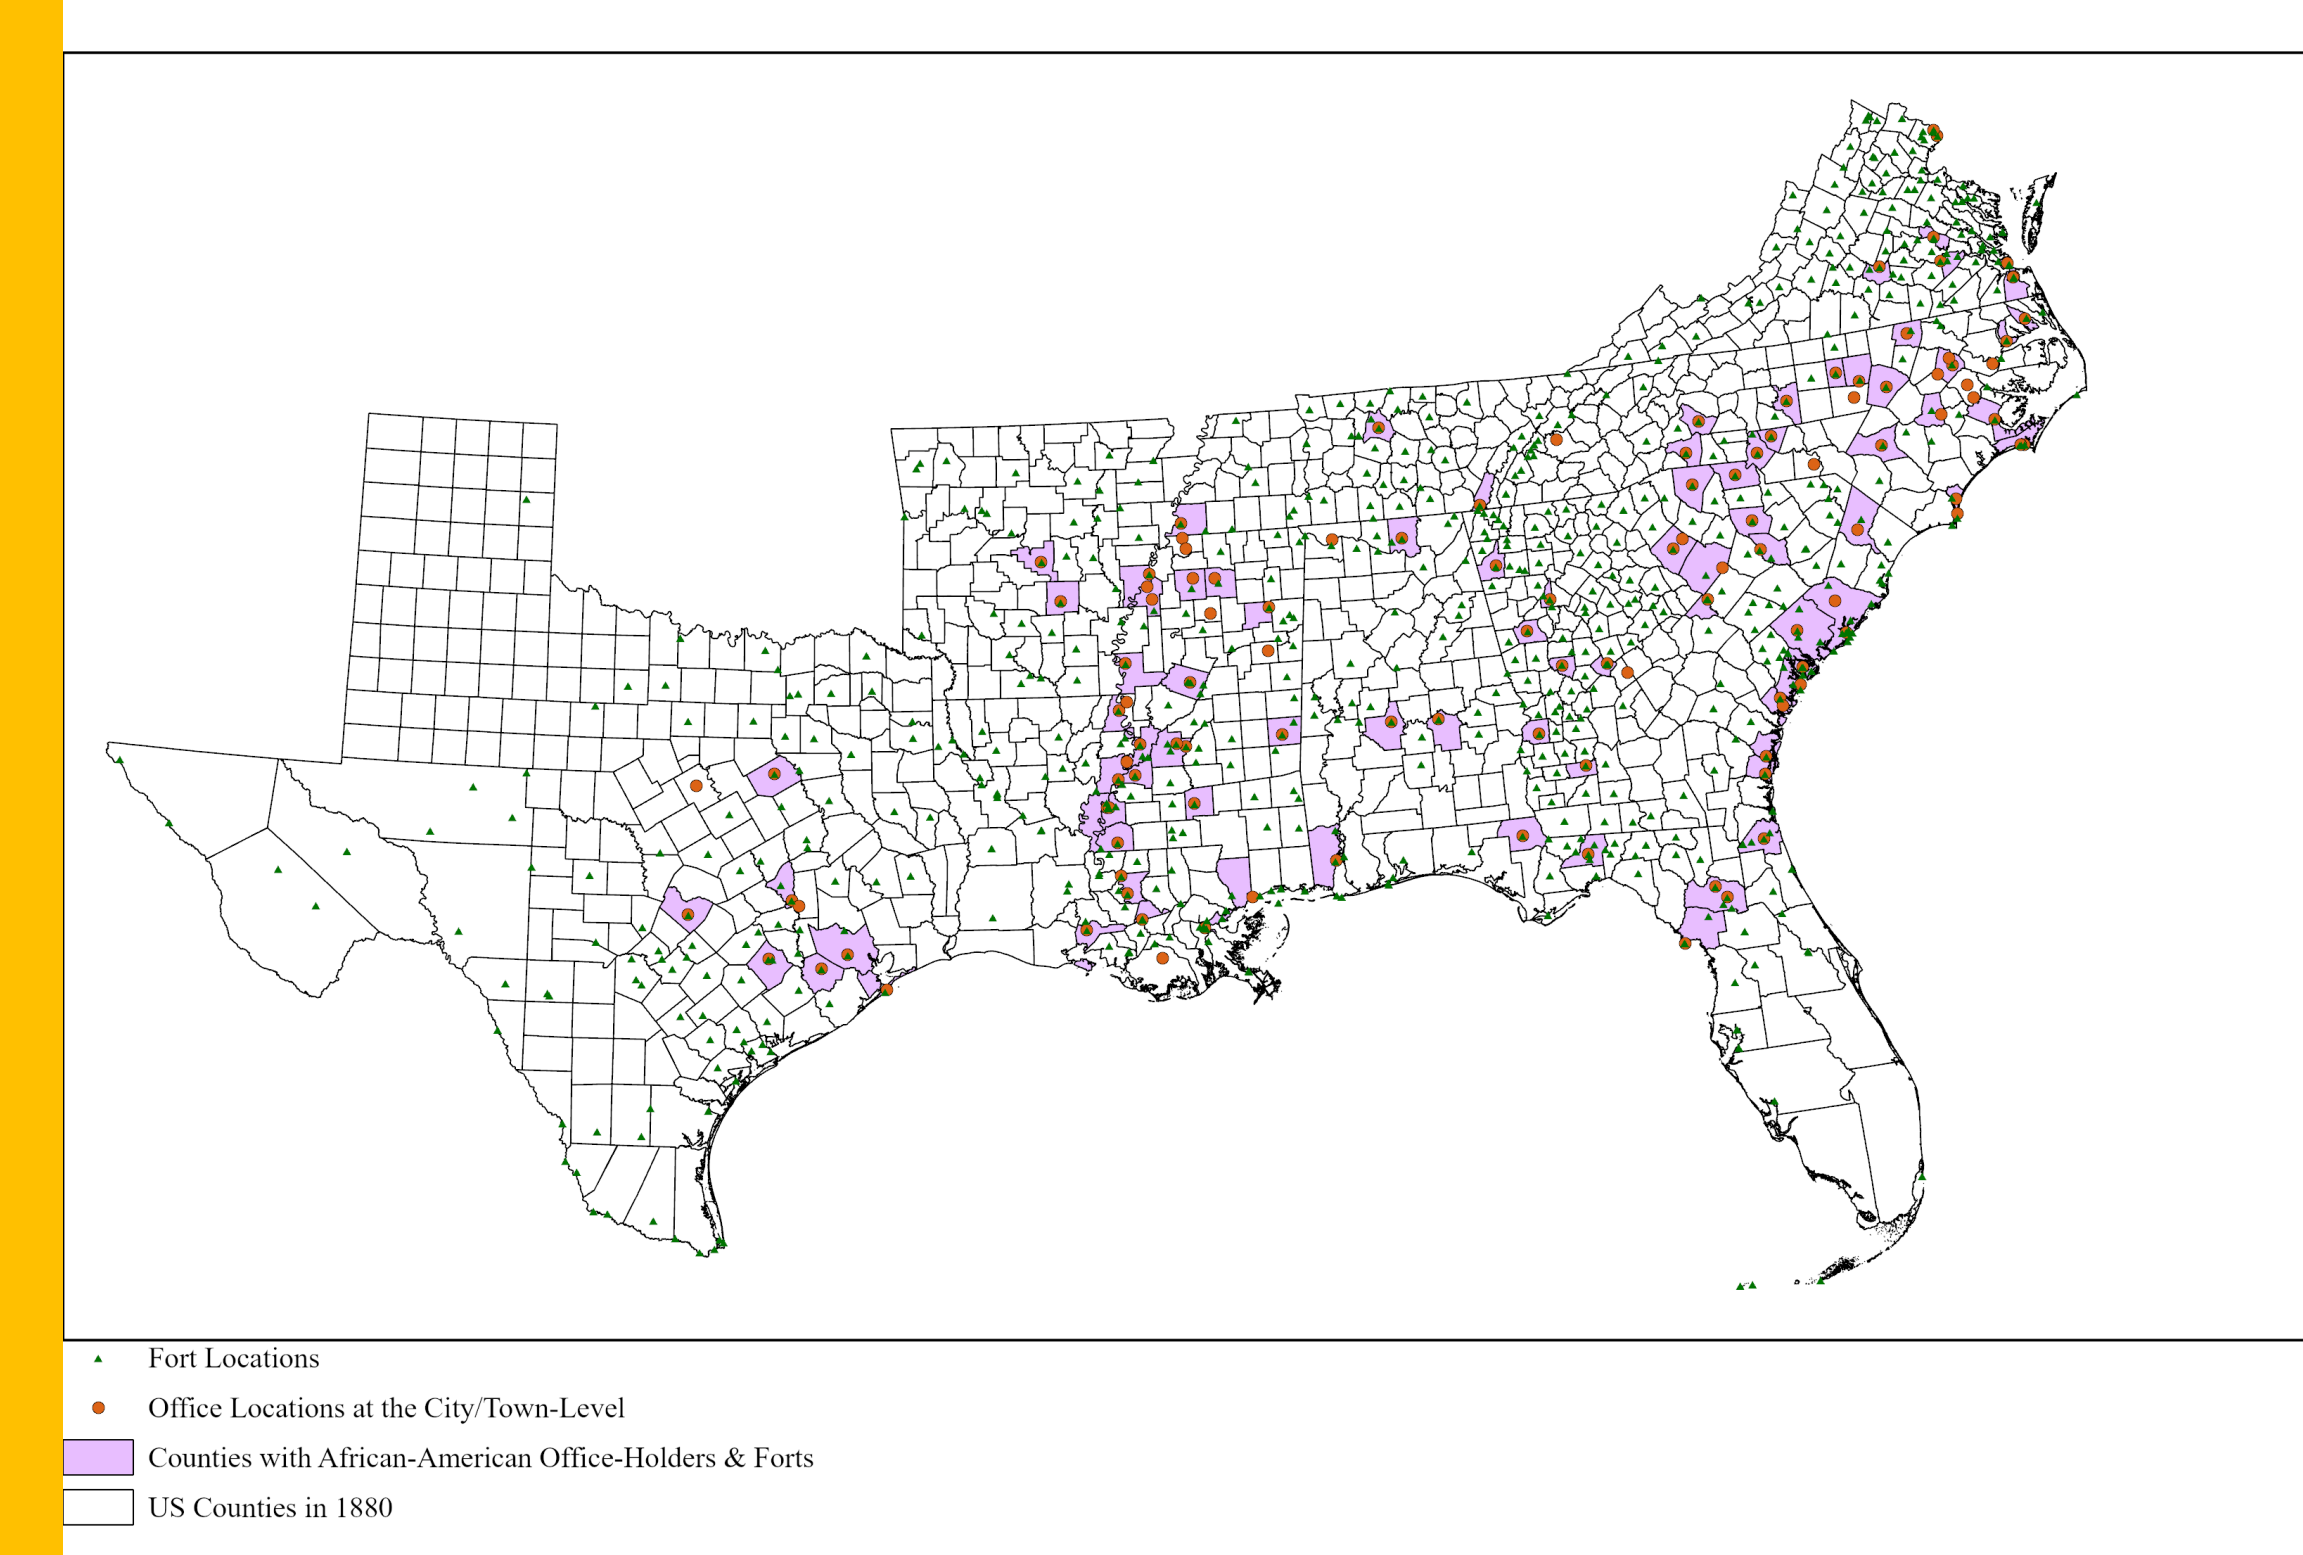 Fort Locations
Office Locations at the City/Town-Level
Counties with African-American Office-Holders & Forts
US Counties in 1880